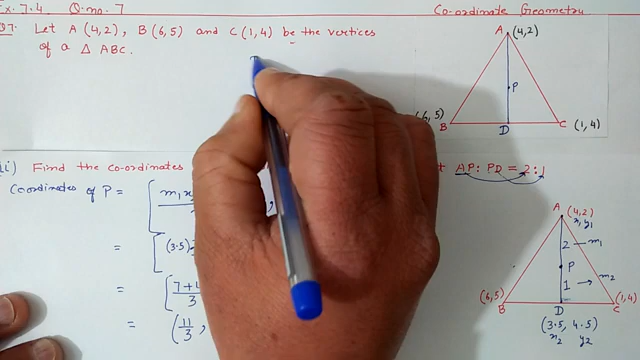 Ex. 7.4 Q.no. 7 Co-ordinate Geometry
Q7. Let A(4,2), B(6,5) and C(1,4) be the vertices
of a △ ABC.
A (4,2)
P
(6,5) (1,4)
B D C
ii) Find the co-ordinates AP : PD = 2:1
Coordinates of P = [ m₁x
= [ (3.5)
= [ 7+4
3
= ( 11/3 ,
A (4,2)
x₁ y₁
2 — m₁
P m₂
1 →
(6,5) (1,4)
B D C
(3.5, 4.5)
x₂ y₂